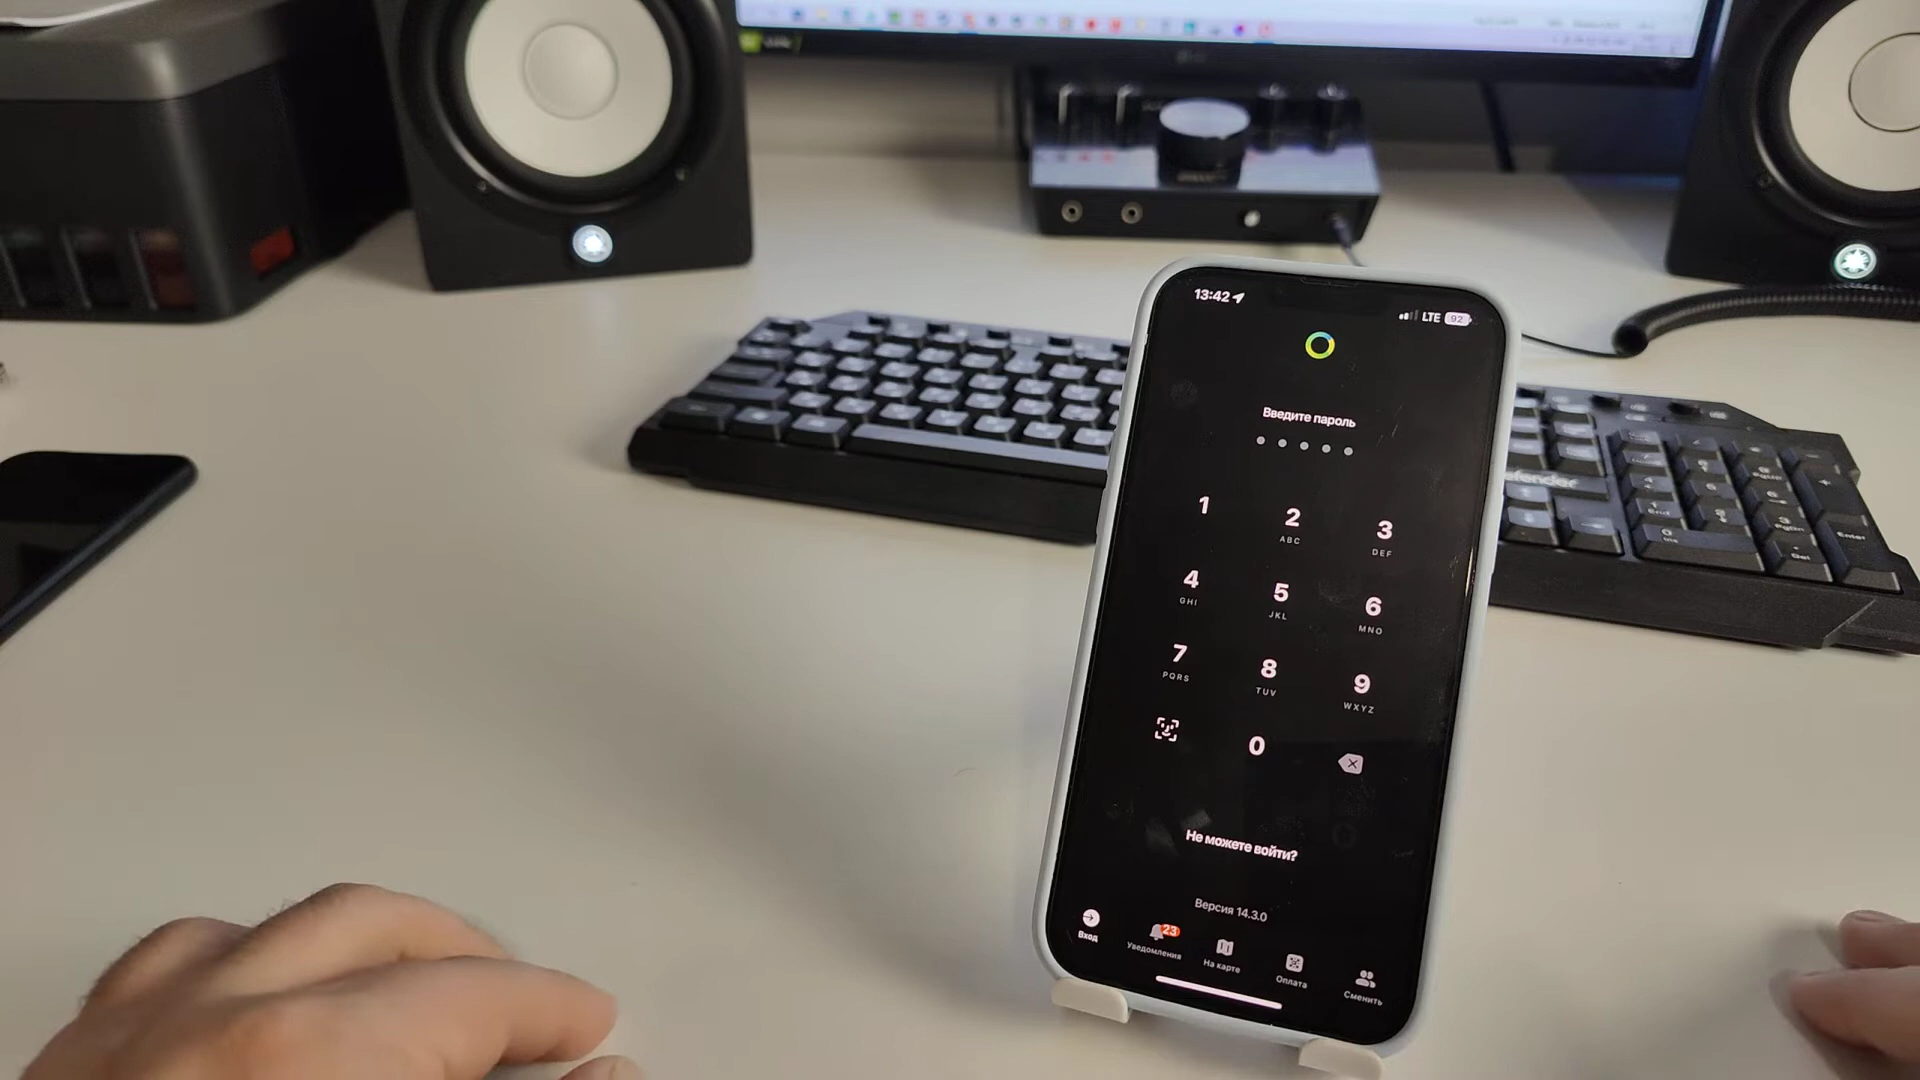 13:42
LTE 92
Введите пароль
1
2
ABC
3
DEF
4
GHI
5
JKL
6
MNO
7
PQRS
8
TUV
9
WXYZ
0
Не можете войти?
Версия 14.3.0
Вход
23
Уведомления
На карте
Оплата
Сменить
efender
Enter